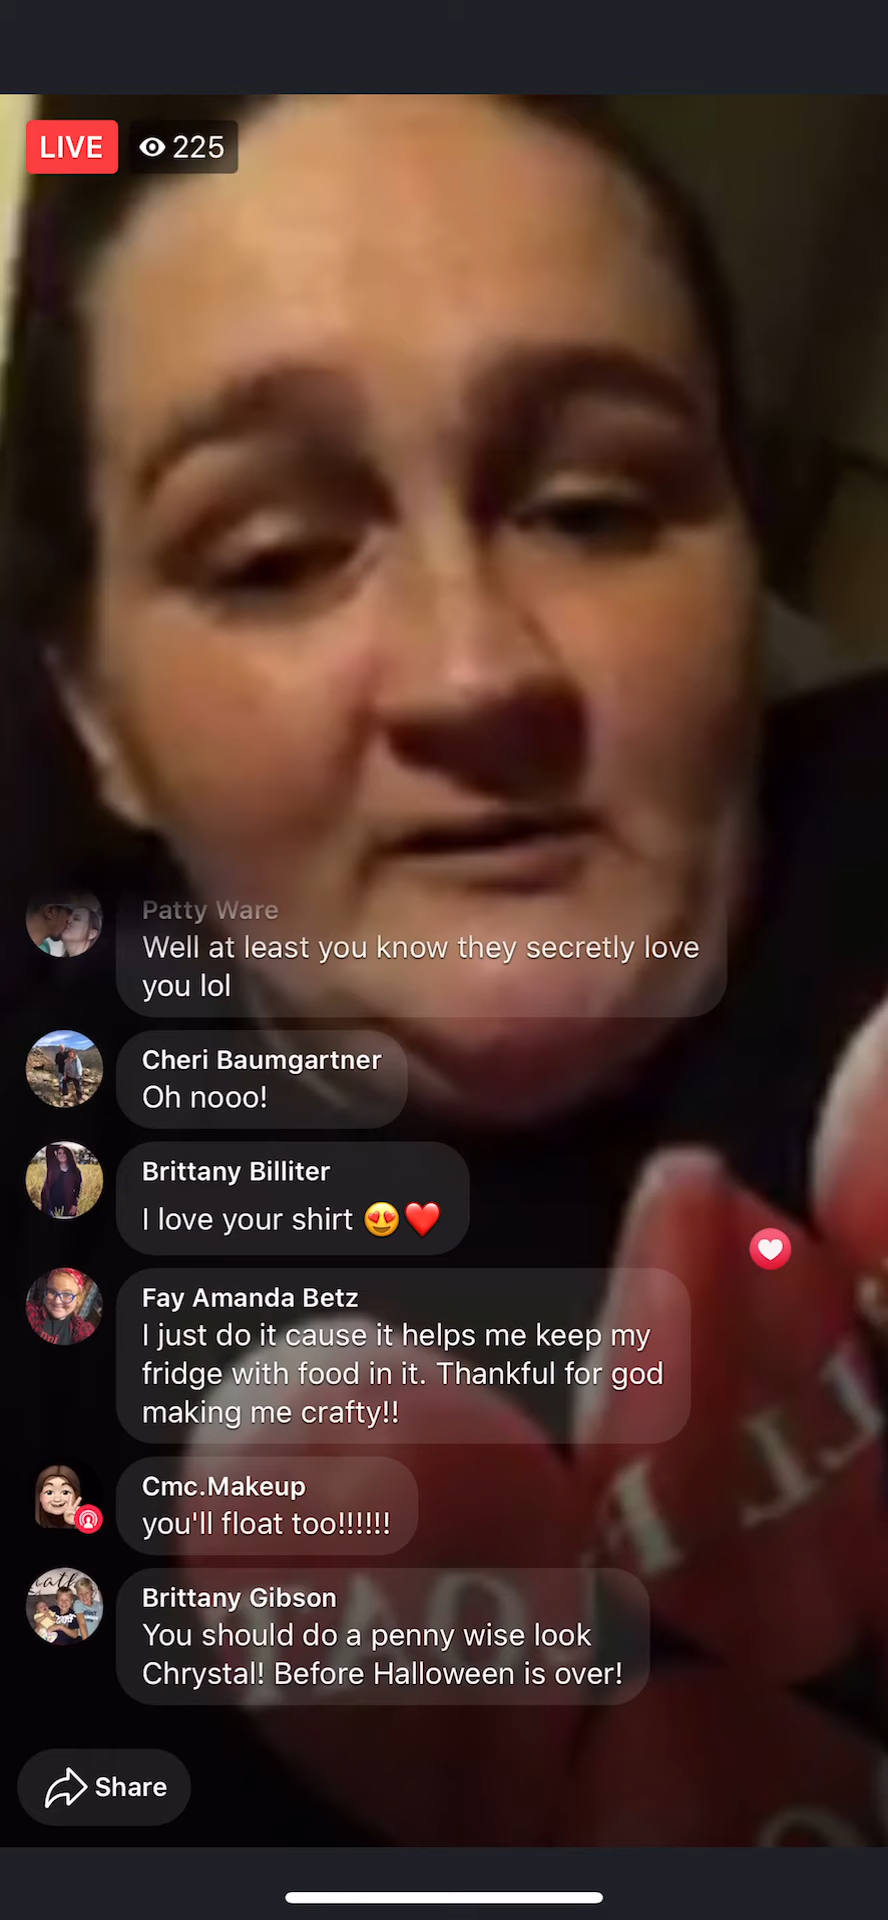 LIVE 225
Patty Ware
Well at least you know they secretly love
you lol
Cheri Baumgartner
Oh nooo!
Brittany Billiter
I love your shirt 😍❤️
Fay Amanda Betz
I just do it cause it helps me keep my
fridge with food in it. Thankful for god
making me crafty!!
Cmc.Makeup
you'll float too!!!!!!
Brittany Gibson
You should do a penny wise look
Chrystal! Before Halloween is over!
Share